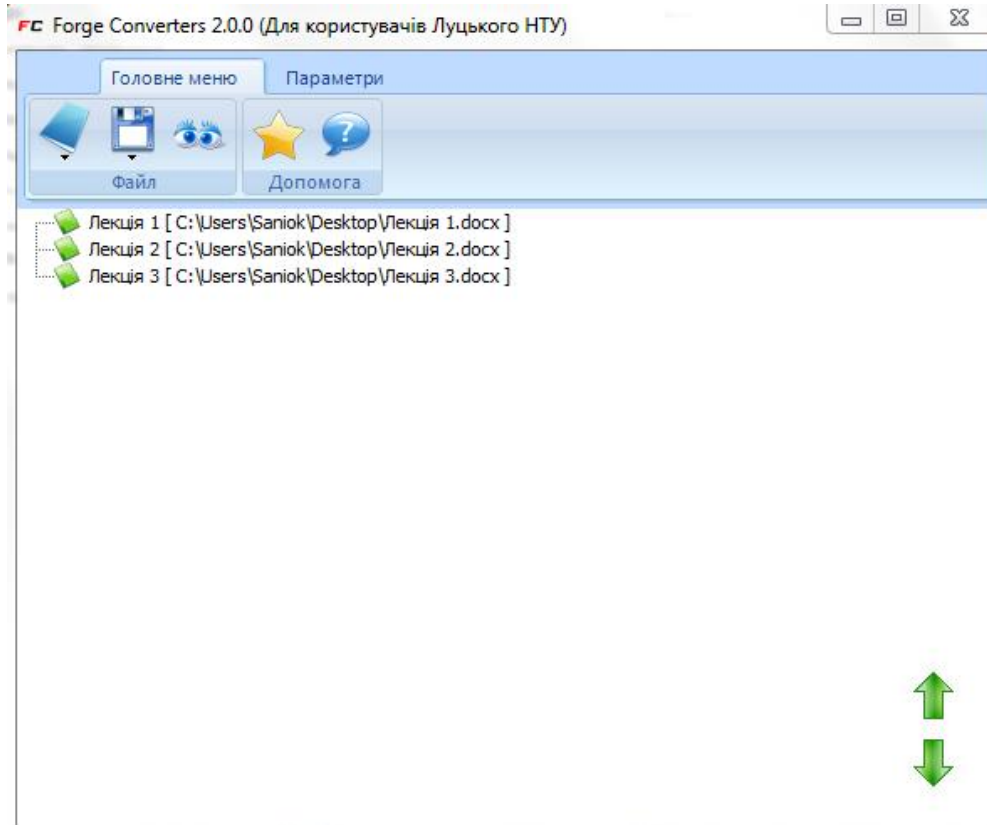 FC Forge Converters 2.0.0 (Для користувачів Луцького НТУ)
Головне меню Параметри
Файл Допомога
Лекція 1 [ C:\Users\Saniok\Desktop\Лекція 1.docx ]
Лекція 2 [ C:\Users\Saniok\Desktop\Лекція 2.docx ]
Лекція 3 [ C:\Users\Saniok\Desktop\Лекція 3.docx ]